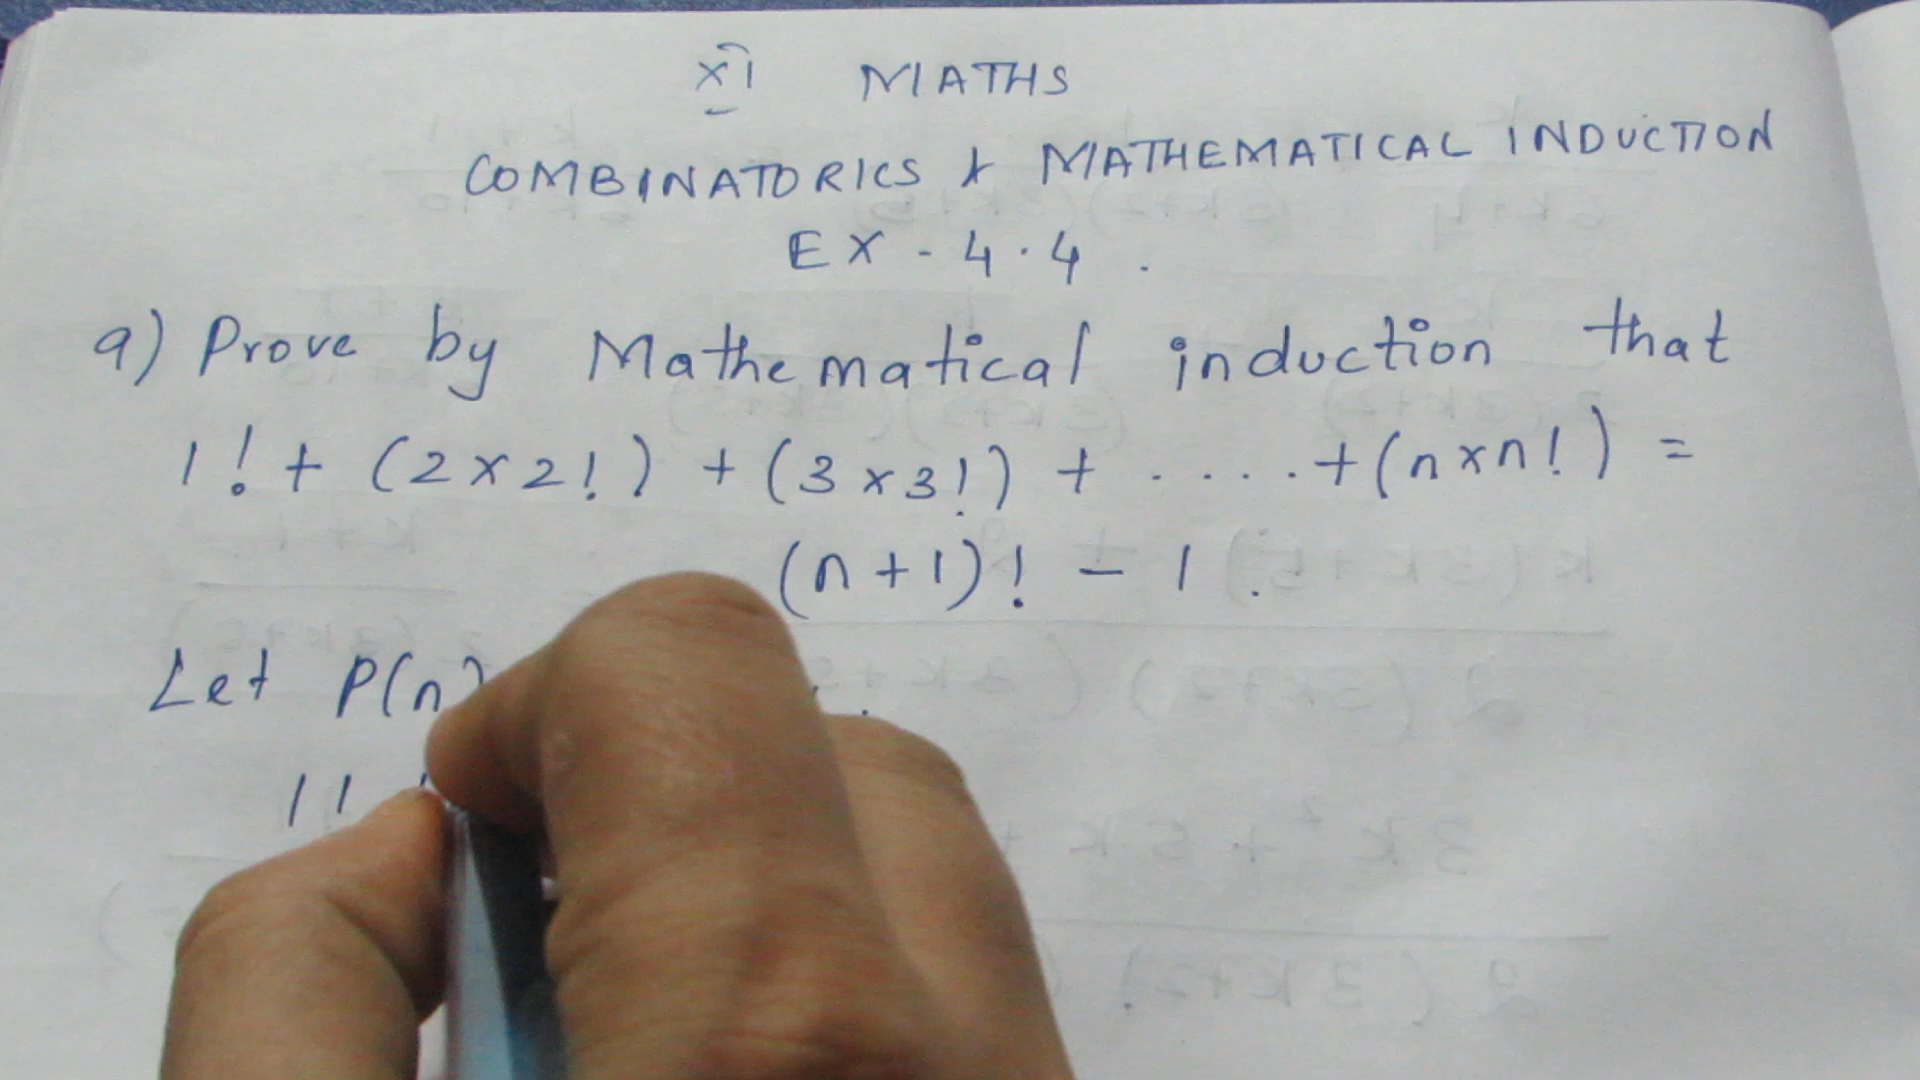 XI MATHS
COMBINATORICS & MATHEMATICAL INDUCTION
EX - 4.4.
9) Prove by Mathematical induction that
1! + (2×2!) + (3×3!) + ..... + (n×n!) =
(n+1)! - 1.
Let P(n)
1!